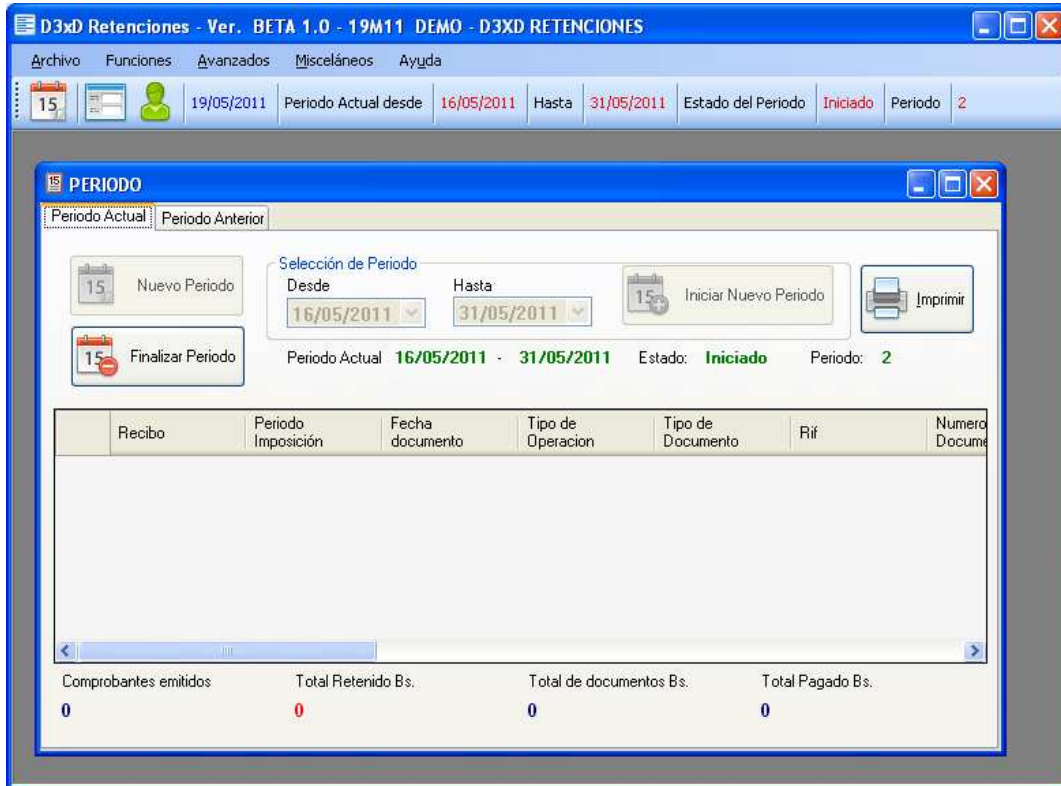 D3xD Retenciones - Ver. BETA 1.0 - 19M11 DEMO - D3XD RETENCIONES
Archivo Funciones Avanzados Misceláneos Ayuda
15 19/05/2011 Periodo Actual desde 16/05/2011 Hasta 31/05/2011 Estado del Periodo Iniciado Periodo 2
15 PERIODO
Periodo Actual Periodo Anterior
Selección de Periodo
15 Nuevo Periodo Desde Hasta 15 Iniciar Nuevo Periodo Imprimir
16/05/2011 31/05/2011
15 Finalizar Periodo Periodo Actual 16/05/2011 - 31/05/2011 Estado: Iniciado Periodo: 2
Recibo Periodo Imposición Fecha documento Tipo de Operacion Tipo de Documento Rif Numero Docume
Comprobantes emitidos Total Retenido Bs. Total de documentos Bs. Total Pagado Bs.
0 0 0 0